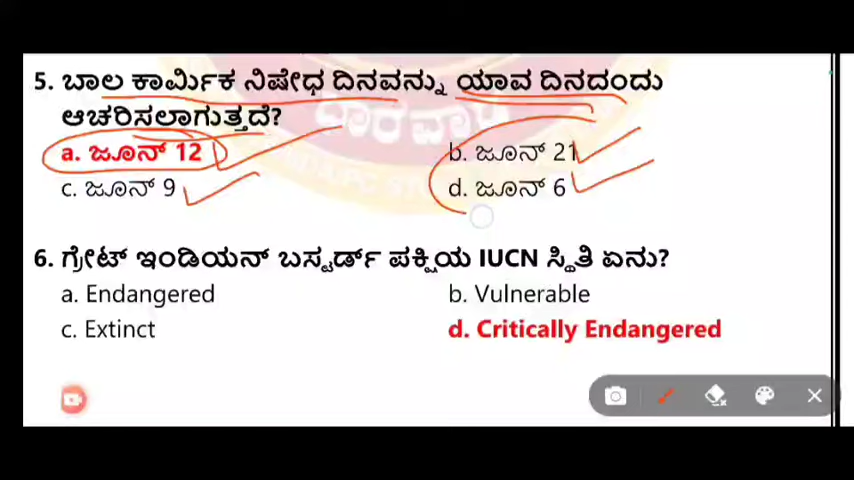 5. ಬಾಲ ಕಾರ್ಮಿಕ ನಿಷೇಧ ದಿನವನ್ನು ಯಾವ ದಿನದಂದು
ಆಚರಿಸಲಾಗುತ್ತದೆ?
a. ಜೂನ್ 12 b. ಜೂನ್ 21
c. ಜೂನ್ 9 d. ಜೂನ್ 6
6. ಗ್ರೇಟ್ ಇಂಡಿಯನ್ ಬಸ್ಟರ್ಡ್ ಪಕ್ಷಿಯ IUCN ಸ್ಥಿತಿ ಏನು?
a. Endangered b. Vulnerable
c. Extinct d. Critically Endangered